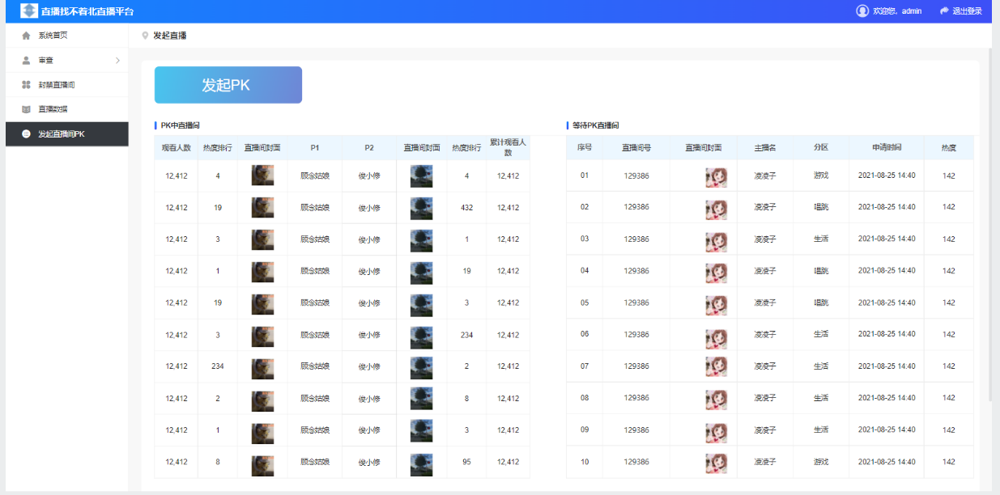 直播找不着北直播平台
欢迎您, admin 退出登录
系统首页
审查
封禁直播间
直播数据
发起直播间PK
发起直播
发起PK
PK中直播间
观看人数 热度排行 直播间封面 P1 P2 直播间封面 热度排行 累计观看人数
12,412 4 顾念姑娘 俊小修 4 12,412
12,412 19 顾念姑娘 俊小修 432 12,412
12,412 3 顾念姑娘 俊小修 1 12,412
12,412 1 顾念姑娘 俊小修 19 12,412
12,412 19 顾念姑娘 俊小修 3 12,412
12,412 3 顾念姑娘 俊小修 234 12,412
12,412 234 顾念姑娘 俊小修 2 12,412
12,412 2 顾念姑娘 俊小修 8 12,412
12,412 1 顾念姑娘 俊小修 3 12,412
12,412 8 顾念姑娘 俊小修 95 12,412
等待PK直播间
序号 直播间号 直播间封面 主播名 分区 申请时间 热度
01 129386 凌凌子 游戏 2021-08-25 14:40 142
02 129386 凌凌子 唱跳 2021-08-25 14:40 142
03 129386 凌凌子 生活 2021-08-25 14:40 142
04 129386 凌凌子 唱跳 2021-08-25 14:40 142
05 129386 凌凌子 唱跳 2021-08-25 14:40 142
06 129386 凌凌子 生活 2021-08-25 14:40 142
07 129386 凌凌子 生活 2021-08-25 14:40 142
08 129386 凌凌子 生活 2021-08-25 14:40 142
09 129386 凌凌子 生活 2021-08-25 14:40 142
10 129386 凌凌子 游戏 2021-08-25 14:40 142